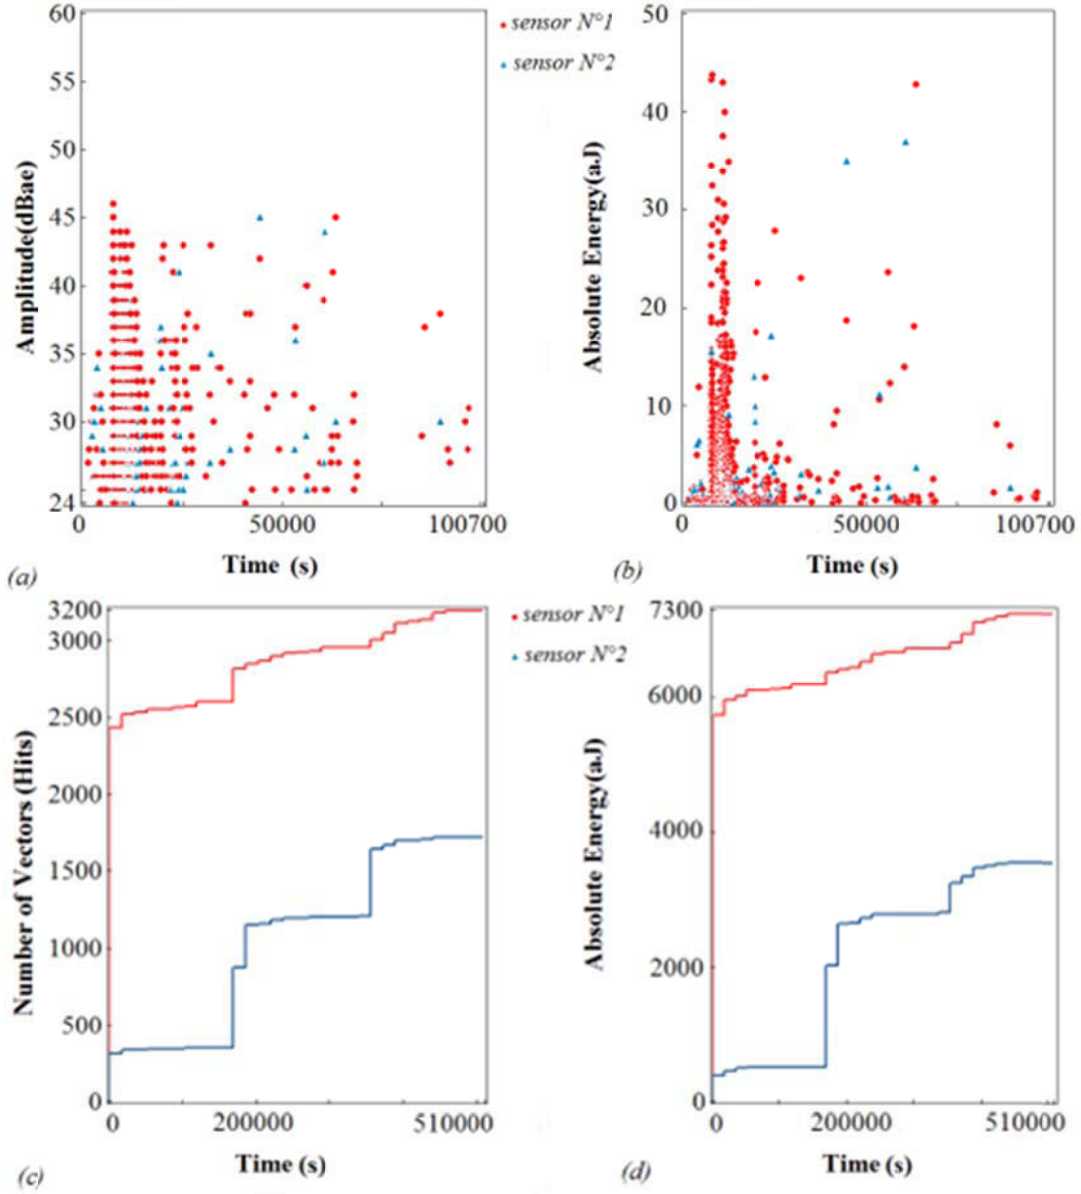 60
55
50
45
40
35
30
24
Amplitude(dBae)
0
50000
100700
Time (s)
(a)
sensor N°1
sensor N°2
50
40
30
20
10
0
Absolute Energy(aJ)
0
50000
100700
Time (s)
(b)
3200
3000
2500
2000
1500
1000
500
0
Number of Vectors (Hits)
0
200000
510000
Time (s)
(c)
sensor N°1
sensor N°2
7300
6000
4000
2000
0
Absolute Energy(aJ)
0
200000
510000
Time (s)
(d)